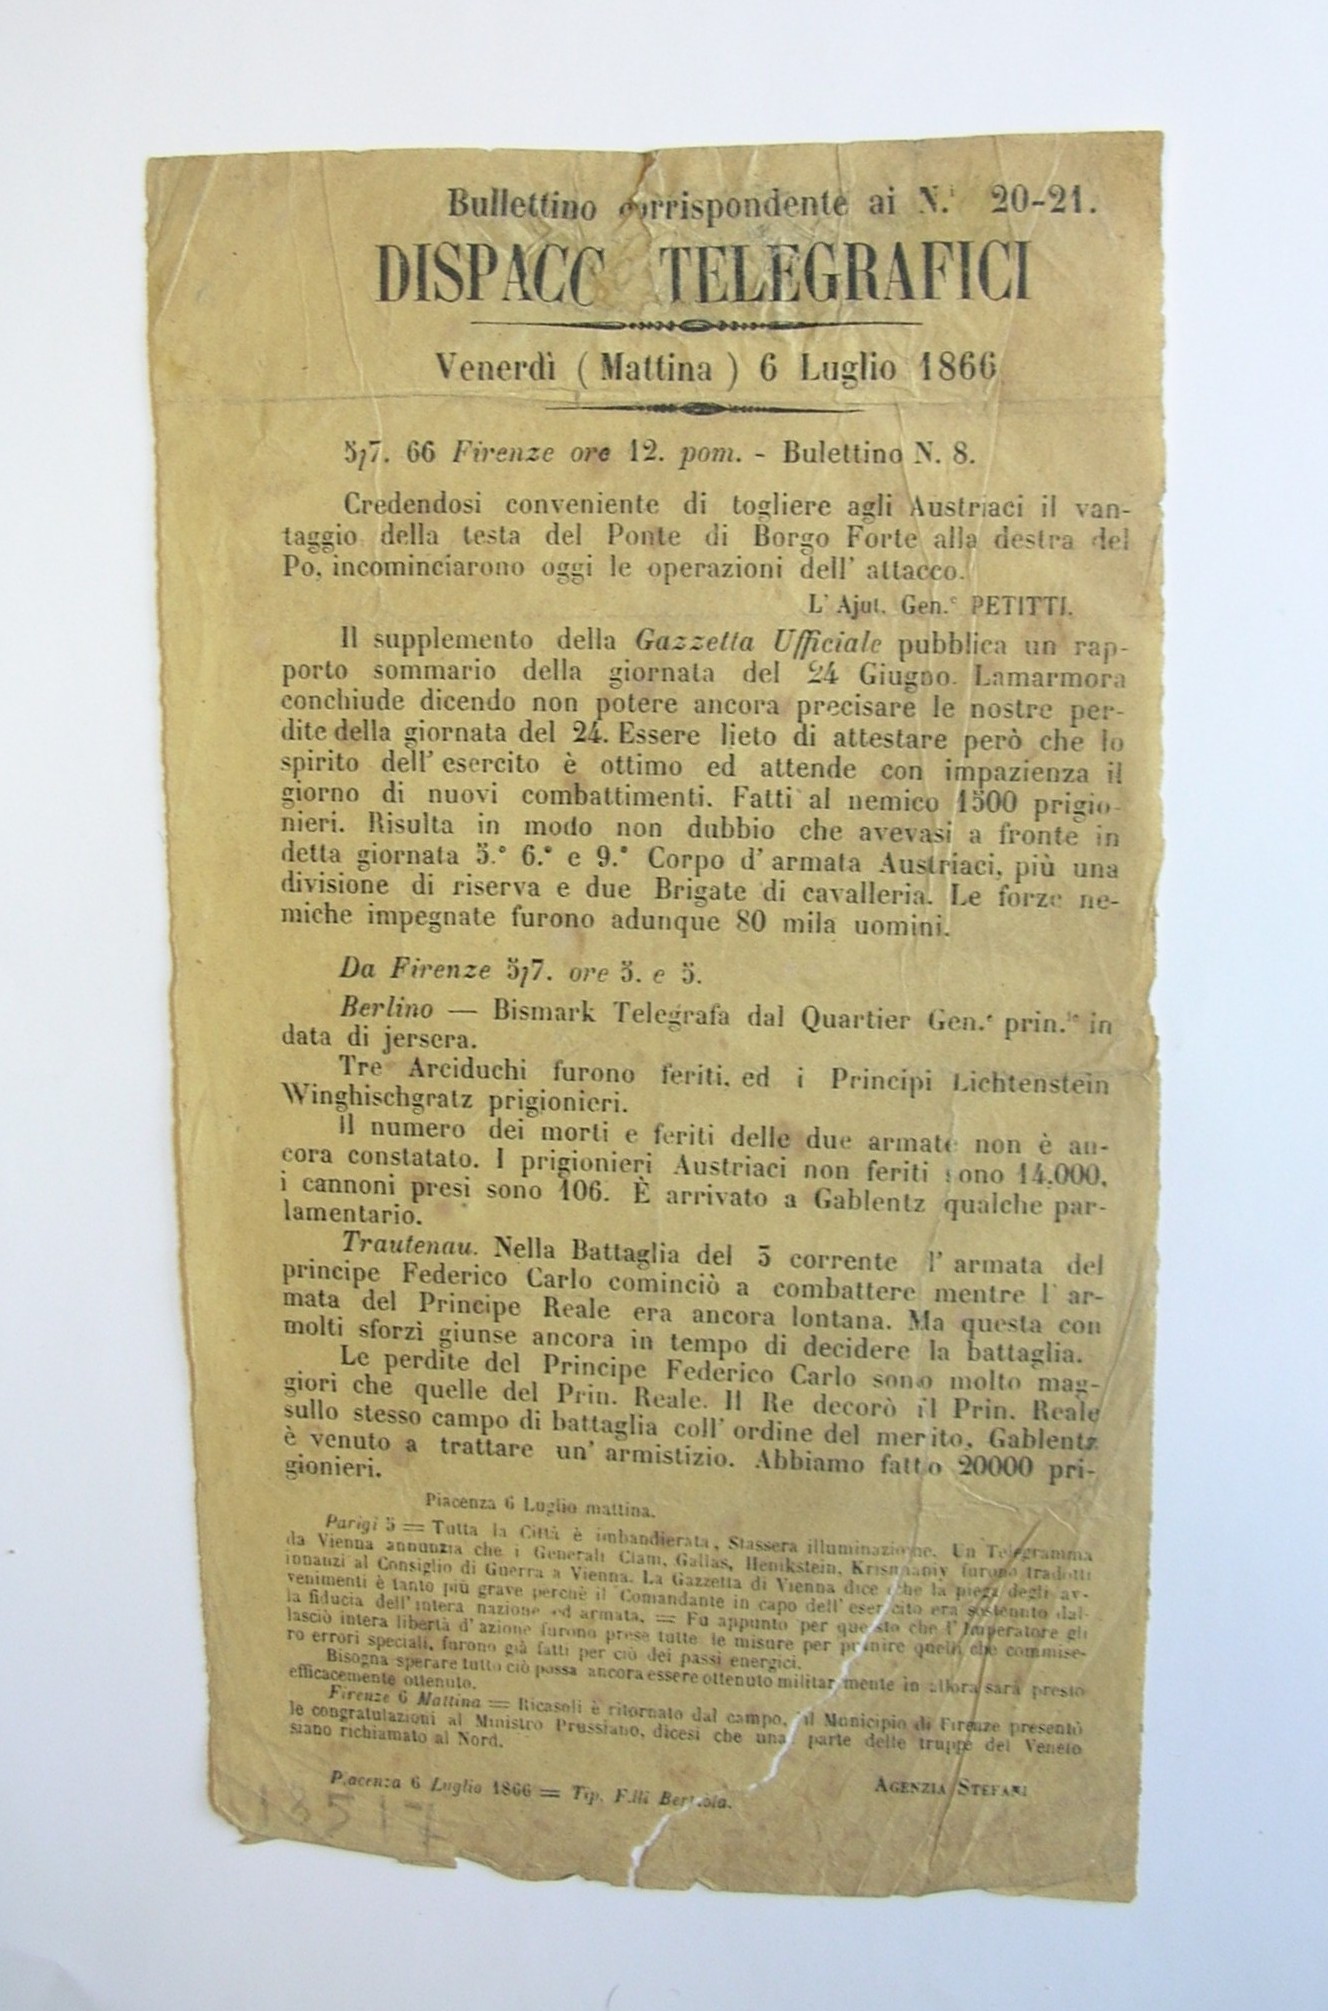 Bullettino corrispondente ai N.i 20-21.
DISPACC TELEGRAFICI
Venerdì ( Mattina ) 6 Luglio 1866
5/7. 66 Firenze ore 12. pom. - Bulettino N. 8.
Credendosi conveniente di togliere agli Austriaci il van-
taggio della testa del Ponte di Borgo Forte alla destra del
Po, incominciarono oggi le operazioni dell' attacco.
L' Ajut. Gen.e PETITTI.
Il supplemento della Gazzetta Ufficiale pubblica un rap-
porto sommario della giornata del 24 Giugno. Lamarmora
conchiude dicendo non potere ancora precisare le nostre per-
dite della giornata del 24. Essere lieto di attestare però che lo
spirito dell' esercito è ottimo ed attende con impazienza il
giorno di nuovi combattimenti. Fatti al nemico 1500 prigio-
nieri. Risulta in modo non dubbio che avevasi a fronte in
detta giornata 5.° 6.° e 9.° Corpo d' armata Austriaci, più una
divisione di riserva e due Brigate di cavalleria. Le forze ne-
miche impegnate furono adunque 80 mila uomini.
Da Firenze 5/7. ore 3. e 5.
Berlino — Bismark Telegrafa dal Quartier Gen.e prin.le in
data di jersera.
Tre Arciduchi furono feriti, ed i Principi Lichtenstein
Winghischgratz prigionieri.
Il numero dei morti e feriti delle due armate non è an-
cora constatato. I prigionieri Austriaci non feriti sono 14.000,
i cannoni presi sono 106. È arrivato a Gablentz qualche par-
lamentario.
Trautenau. Nella Battaglia del 3 corrente l' armata del
principe Federico Carlo cominciò a combattere mentre l' ar-
mata del Principe Reale era ancora lontana. Ma questa con
molti sforzi giunse ancora in tempo di decidere la battaglia.
Le perdite del Principe Federico Carlo sono molto mag-
giori che quelle del Prin. Reale. Il Re decorò il Prin. Reale
sullo stesso campo di battaglia coll' ordine del merito, Gablentz
è venuto a trattare un' armistizio. Abbiamo fatto 20000 pri-
gionieri.
Piacenza 6 Luglio mattina.
Parigi 5 = Tutta la Città è imbandierata, Stassera illuminazione. Un Telegramma
da Vienna annunzia che i Generali Clam, Gallas, Henikstein, Krismaniy furono tradotti
innanzi al Consiglio di Guerra a Vienna. La Gazzetta di Vienna dice che la piega degli av-
venimenti è tanto più grave perchè il Comandante in capo dell' esercito era sostenuto dal-
la fiducia dell' intera nazione ed armata. = Fu appunto per questo che l' Imperatore gli
lasciò intera libertà d' azione furono prese tutte le misure per punire quelli che commise-
ro errori speciali, furono già fatti per ciò dei passi energici.
Bisogna sperare tutto ciò possa ancora essere ottenuto militarmente in allora sarà presto
efficacemente ottenuto.
Firenze 6 Mattina = Ricasoli è ritornato dal campo, il Municipio di Firenze presentò
le congratulazioni al Ministro Prussiano, dicesi che una parte delle truppe del Veneto
siano richiamato al Nord.
Piacenza 6 Luglio 1866 = Tip. F.lli Bertola.
AGENZIA STEFANI
13517